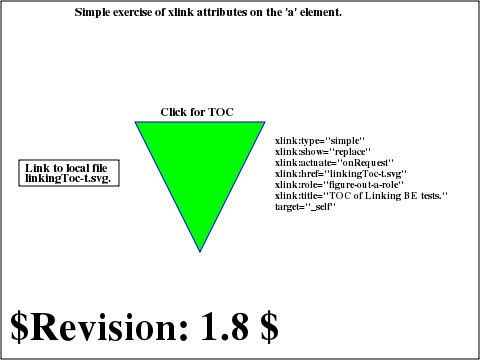 Simple exercise of xlink attributes on the 'a' element.
Click for TOC
Link to local file
linkingToc-t.svg.
xlink:type="simple"
xlink:show="replace"
xlink:actuate="onRequest"
xlink:href="linkingToc-t.svg"
xlink:role="figure-out-a-role"
xlink:title="TOC of Linking BE tests."
target="_self"
$Revision: 1.8 $